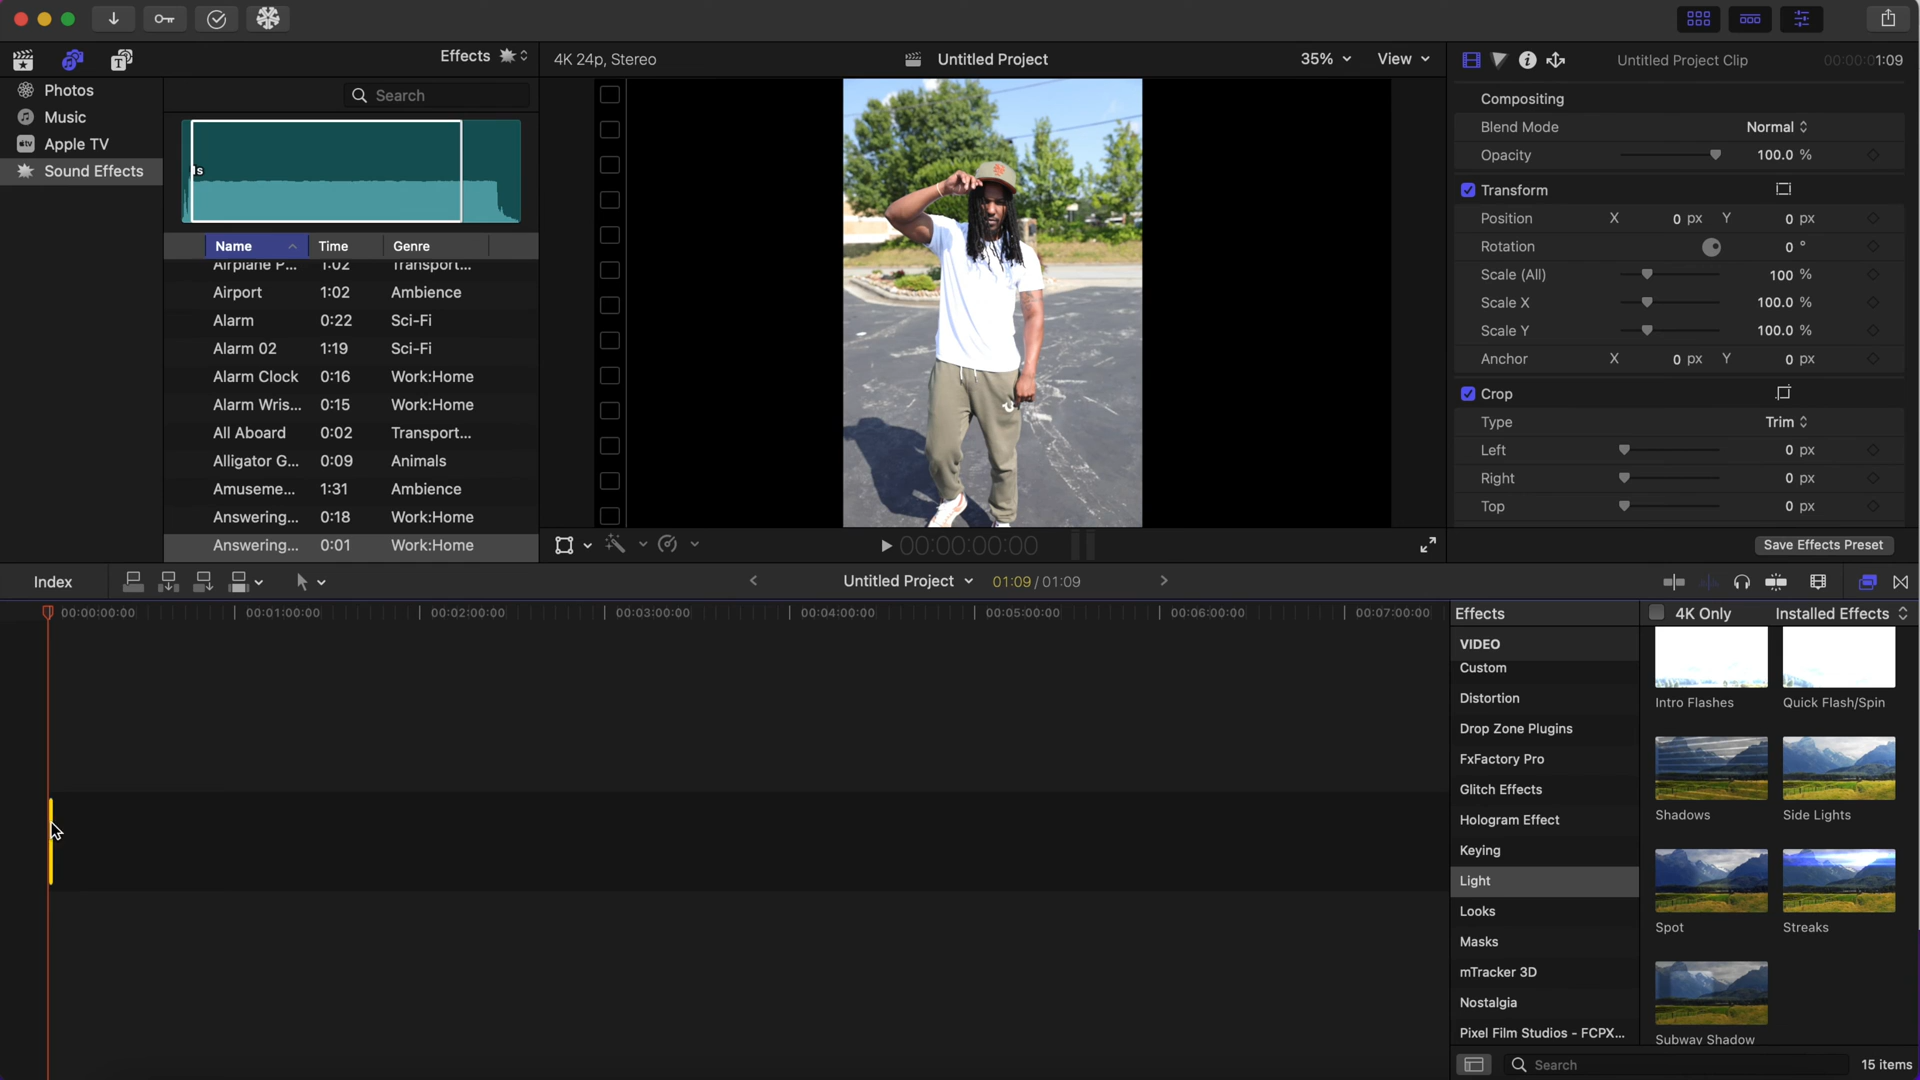 Effects
4K 24p, Stereo
Untitled Project
35%
View
Untitled Project Clip
00:00:01:09
Photos
Music
Apple TV
Sound Effects
Search
ls
Name Time Genre
Airplane P... 1:02 Transport...
Airport 1:02 Ambience
Alarm 0:22 Sci-Fi
Alarm 02 1:19 Sci-Fi
Alarm Clock 0:16 Work:Home
Alarm Wris... 0:15 Work:Home
All Aboard 0:02 Transport...
Alligator G... 0:09 Animals
Amuseme... 1:31 Ambience
Answering... 0:18 Work:Home
Answering... 0:01 Work:Home
00:00:00:00
Compositing
Blend Mode Normal
Opacity 100.0 %
Transform
Position X 0 px Y 0 px
Rotation 0 °
Scale (All) 100 %
Scale X 100.0 %
Scale Y 100.0 %
Anchor X 0 px Y 0 px
Crop
Type Trim
Left 0 px
Right 0 px
Top 0 px
Save Effects Preset
Index
Untitled Project 01:09 / 01:09
00:00:00:00 00:01:00:00 00:02:00:00 00:03:00:00 00:04:00:00 00:05:00:00 00:06:00:00 00:07:00:00
Effects
4K Only
Installed Effects
VIDEO
Custom
Distortion
Drop Zone Plugins
FxFactory Pro
Glitch Effects
Hologram Effect
Keying
Light
Looks
Masks
mTracker 3D
Nostalgia
Pixel Film Studios - FCPX...
Intro Flashes Quick Flash/Spin
Shadows Side Lights
Spot Streaks
Subway Shadow
Search
15 items